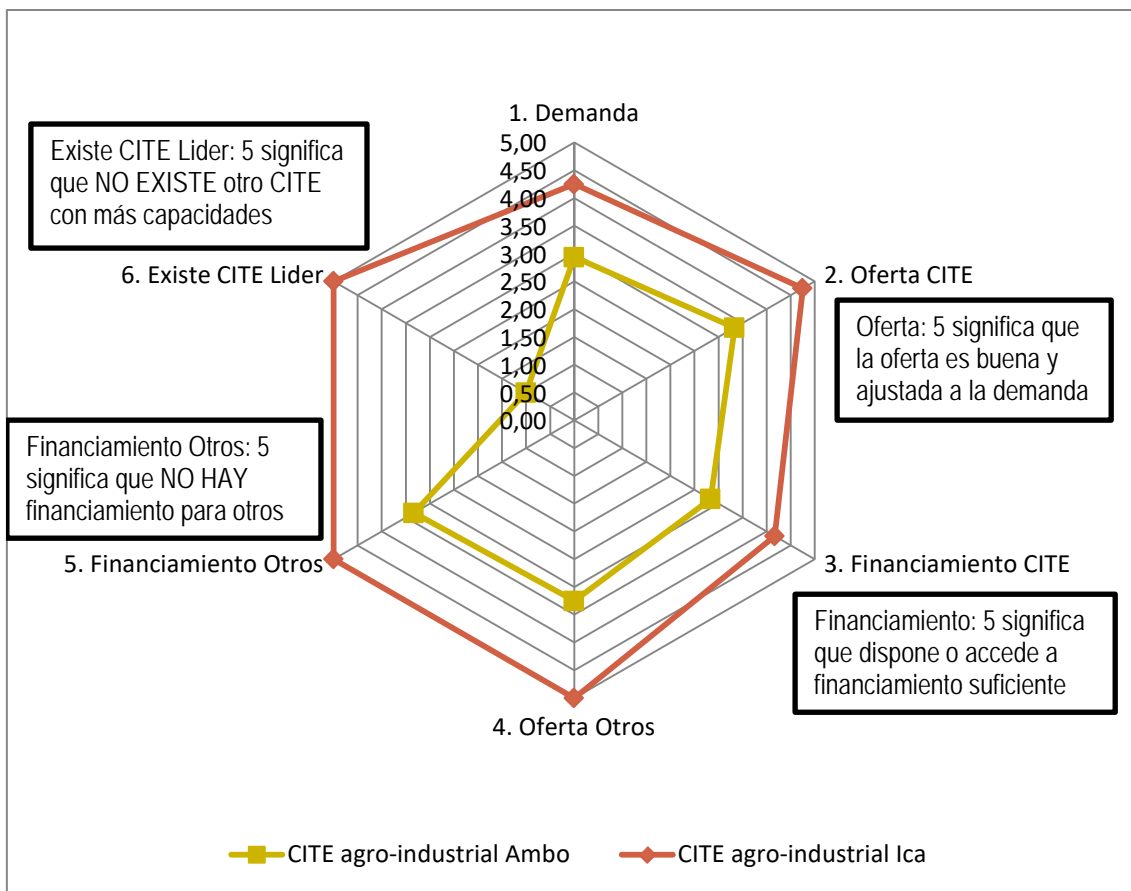 1. Demanda
5,00
4,50
4,00
3,50
3,00
2,50
2,00
1,50
1,00
0,50
0,00
Existe CITE Lider: 5 significa
que NO EXISTE otro CITE
con más capacidades
6. Existe CITE Lider
2. Oferta CITE
Oferta: 5 significa que
la oferta es buena y
ajustada a la demanda
Financiamiento Otros: 5
significa que NO HAY
financiamiento para otros
5. Financiamiento Otros
3. Financiamiento CITE
Financiamiento: 5 significa
que dispone o accede a
financiamiento suficiente
4. Oferta Otros
CITE agro-industrial Ambo
CITE agro-industrial Ica